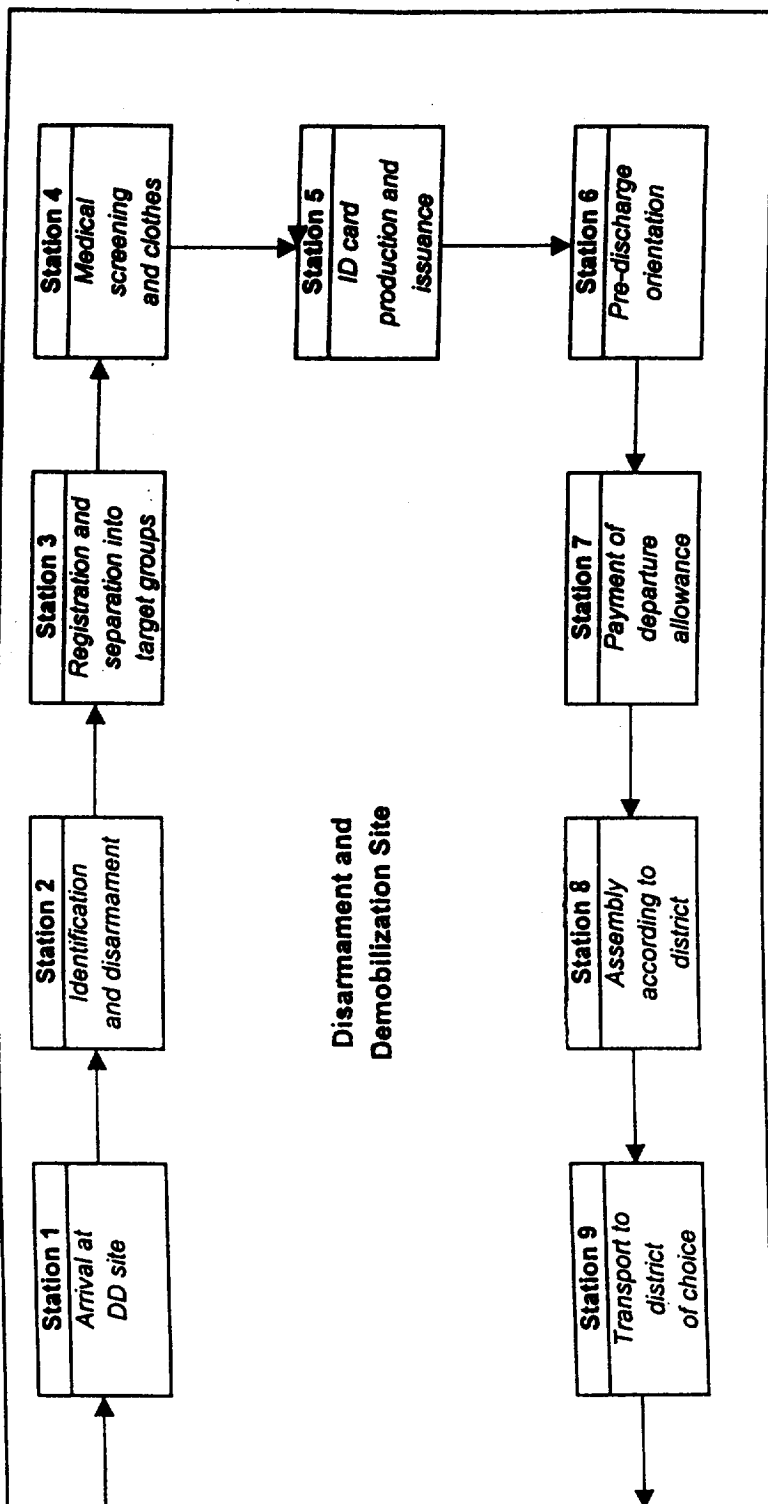 Station 1
Arrival at
DD site
Station 2
Identification
and disarmament
Station 3
Registration and
separation into
target groups
Station 4
Medical
screening
and clothes
Station 5
ID card
production and
issuance
Disarmament and
Demobilization Site
Station 9
Transport to
district
of choice
Station 8
Assembly
according to
district
Station 7
Payment of
departure
allowance
Station 6
Pre-discharge
orientation